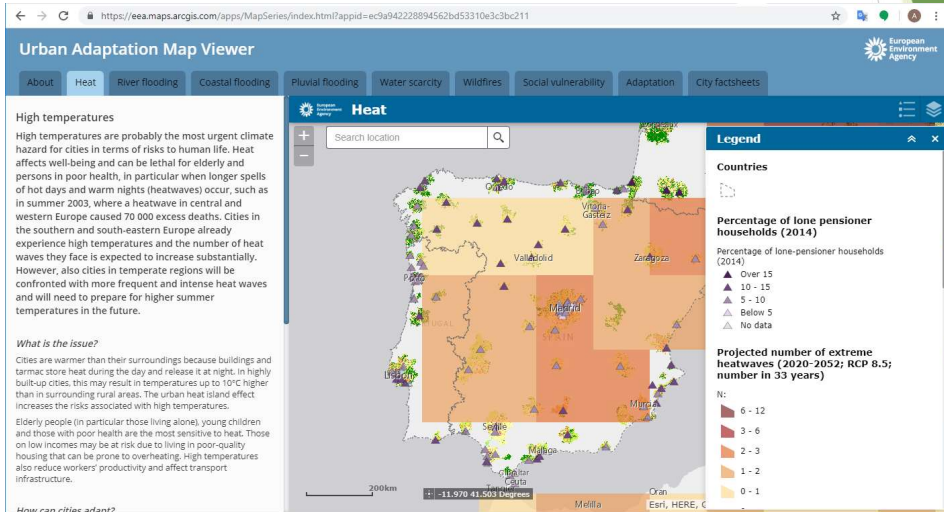 https://eea.maps.arcgis.com/apps/MapSeries/index.html?appid=ec9a942228894562bd53310e3c3bc211
A
Urban Adaptation Map Viewer
European
Environment
Agency
About
Heat
River flooding
Coastal flooding
Pluvial flooding
Water scarcity
Wildfires
Social vulnerability
Adaptation
City factsheets
High temperatures
High temperatures are probably the most urgent climate
hazard for cities in terms of risks to human life. Heat
affects well-being and can be lethal for elderly and
persons in poor health, in particular when longer spells
of hot days and warm nights (heatwaves) occur, such as
in summer 2003, where a heatwave in central and
western Europe caused 70 000 excess deaths. Cities in
the southern and south-eastern Europe already
experience high temperatures and the number of heat
waves they face is expected to increase substantially.
However, also cities in temperate regions will be
confronted with more frequent and intense heat waves
and will need to prepare for higher summer
temperatures in the future.
What is the issue?
Cities are warmer than their surroundings because buildings and
tarmac store heat during the day and release it at night. In highly
built-up cities, this may result in temperatures up to 10°C higher
than in surrounding rural areas. The urban heat island effect
increases the risks associated with high temperatures.
Elderly people (in particular those living alone), young children
and those with poor health are the most sensitive to heat. Those
on low incomes may be at risk due to living in poor-quality
housing that can be prone to overheating. High temperatures
also reduce workers' productivity and affect transport
infrastructure.
How can cities adapt?
European
Environment
Agency
Heat
+
−
Search location
Vitoria-
Gasteiz
Valladolid
Zaragoza
Porto
Madrid
SPAIN
Lisbon
Murcia
Seville
Malaga
Gibraltar
Ceuta
Tangier
Oran
Melilla
200km
-11.970 41.503 Degrees
Esri, HERE,
Legend
Countries
Percentage of lone pensioner
households (2014)
Percentage of lone-pensioner households
(2014)
Over 15
10 - 15
5 - 10
Below 5
No data
Projected number of extreme
heatwaves (2020-2052; RCP 8.5;
number in 33 years)
N:
6 - 12
3 - 6
2 - 3
1 - 2
0 - 1